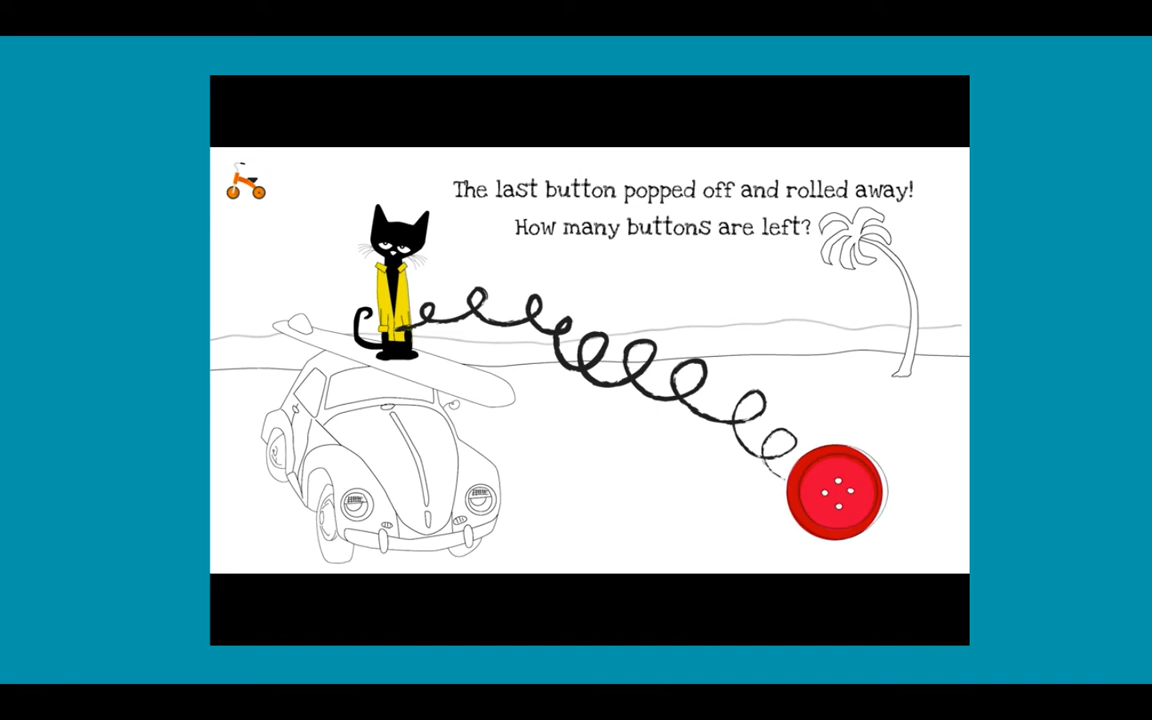 The last button popped off and rolled away!
How many buttons are left?